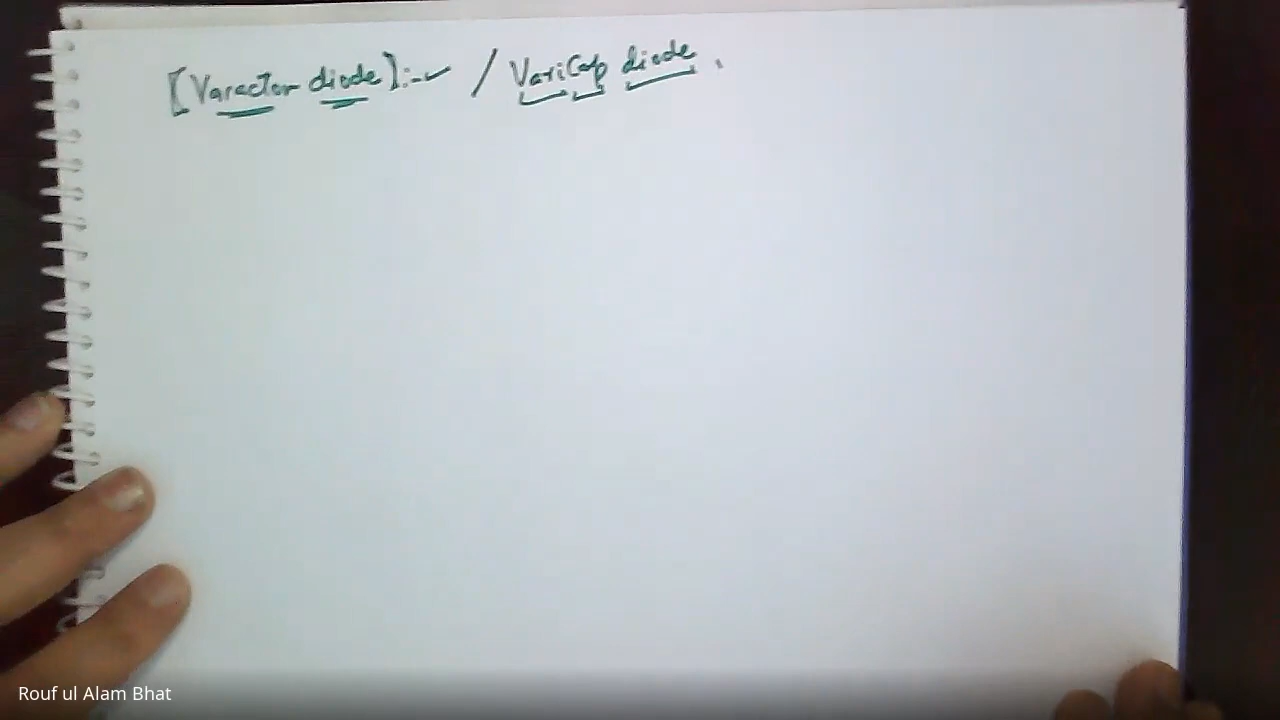 [Varactor diode]:- / VariCap diode.
Rouf ul Alam Bhat